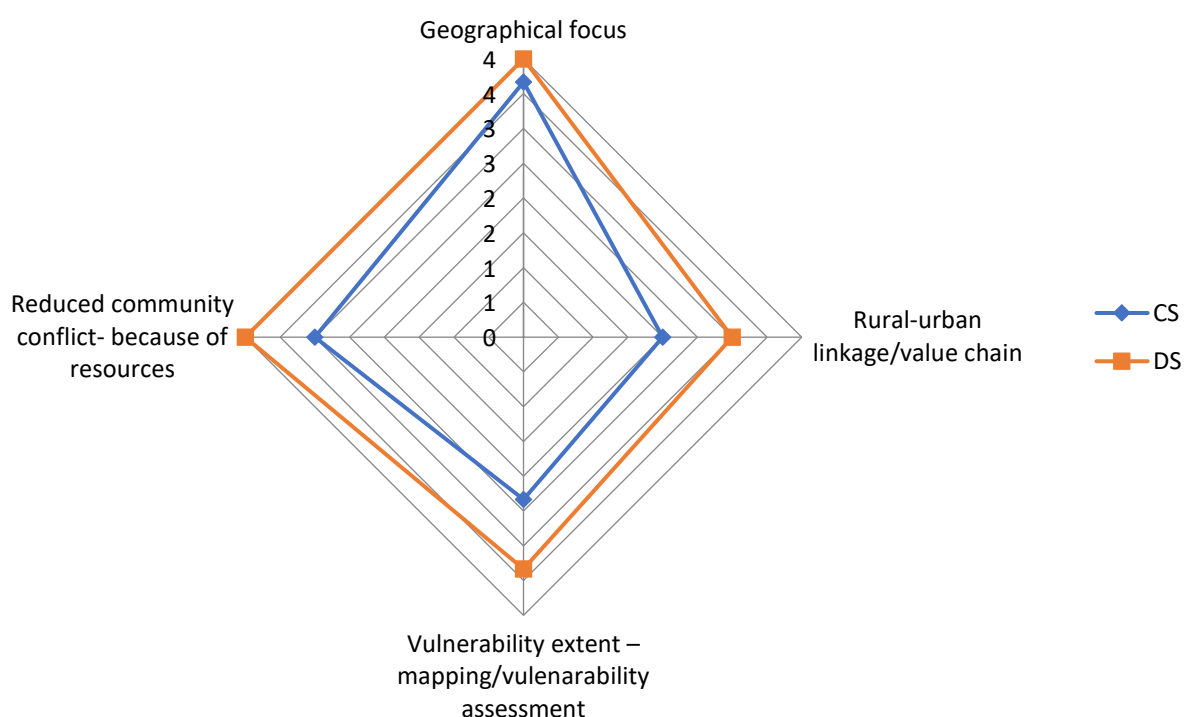 Geographical focus
4
4
3
3
2
2
1
1
0
Reduced community
conflict- because of
resources
Rural-urban
linkage/value chain
CS
DS
Vulnerability extent –
mapping/vulenarability
assessment